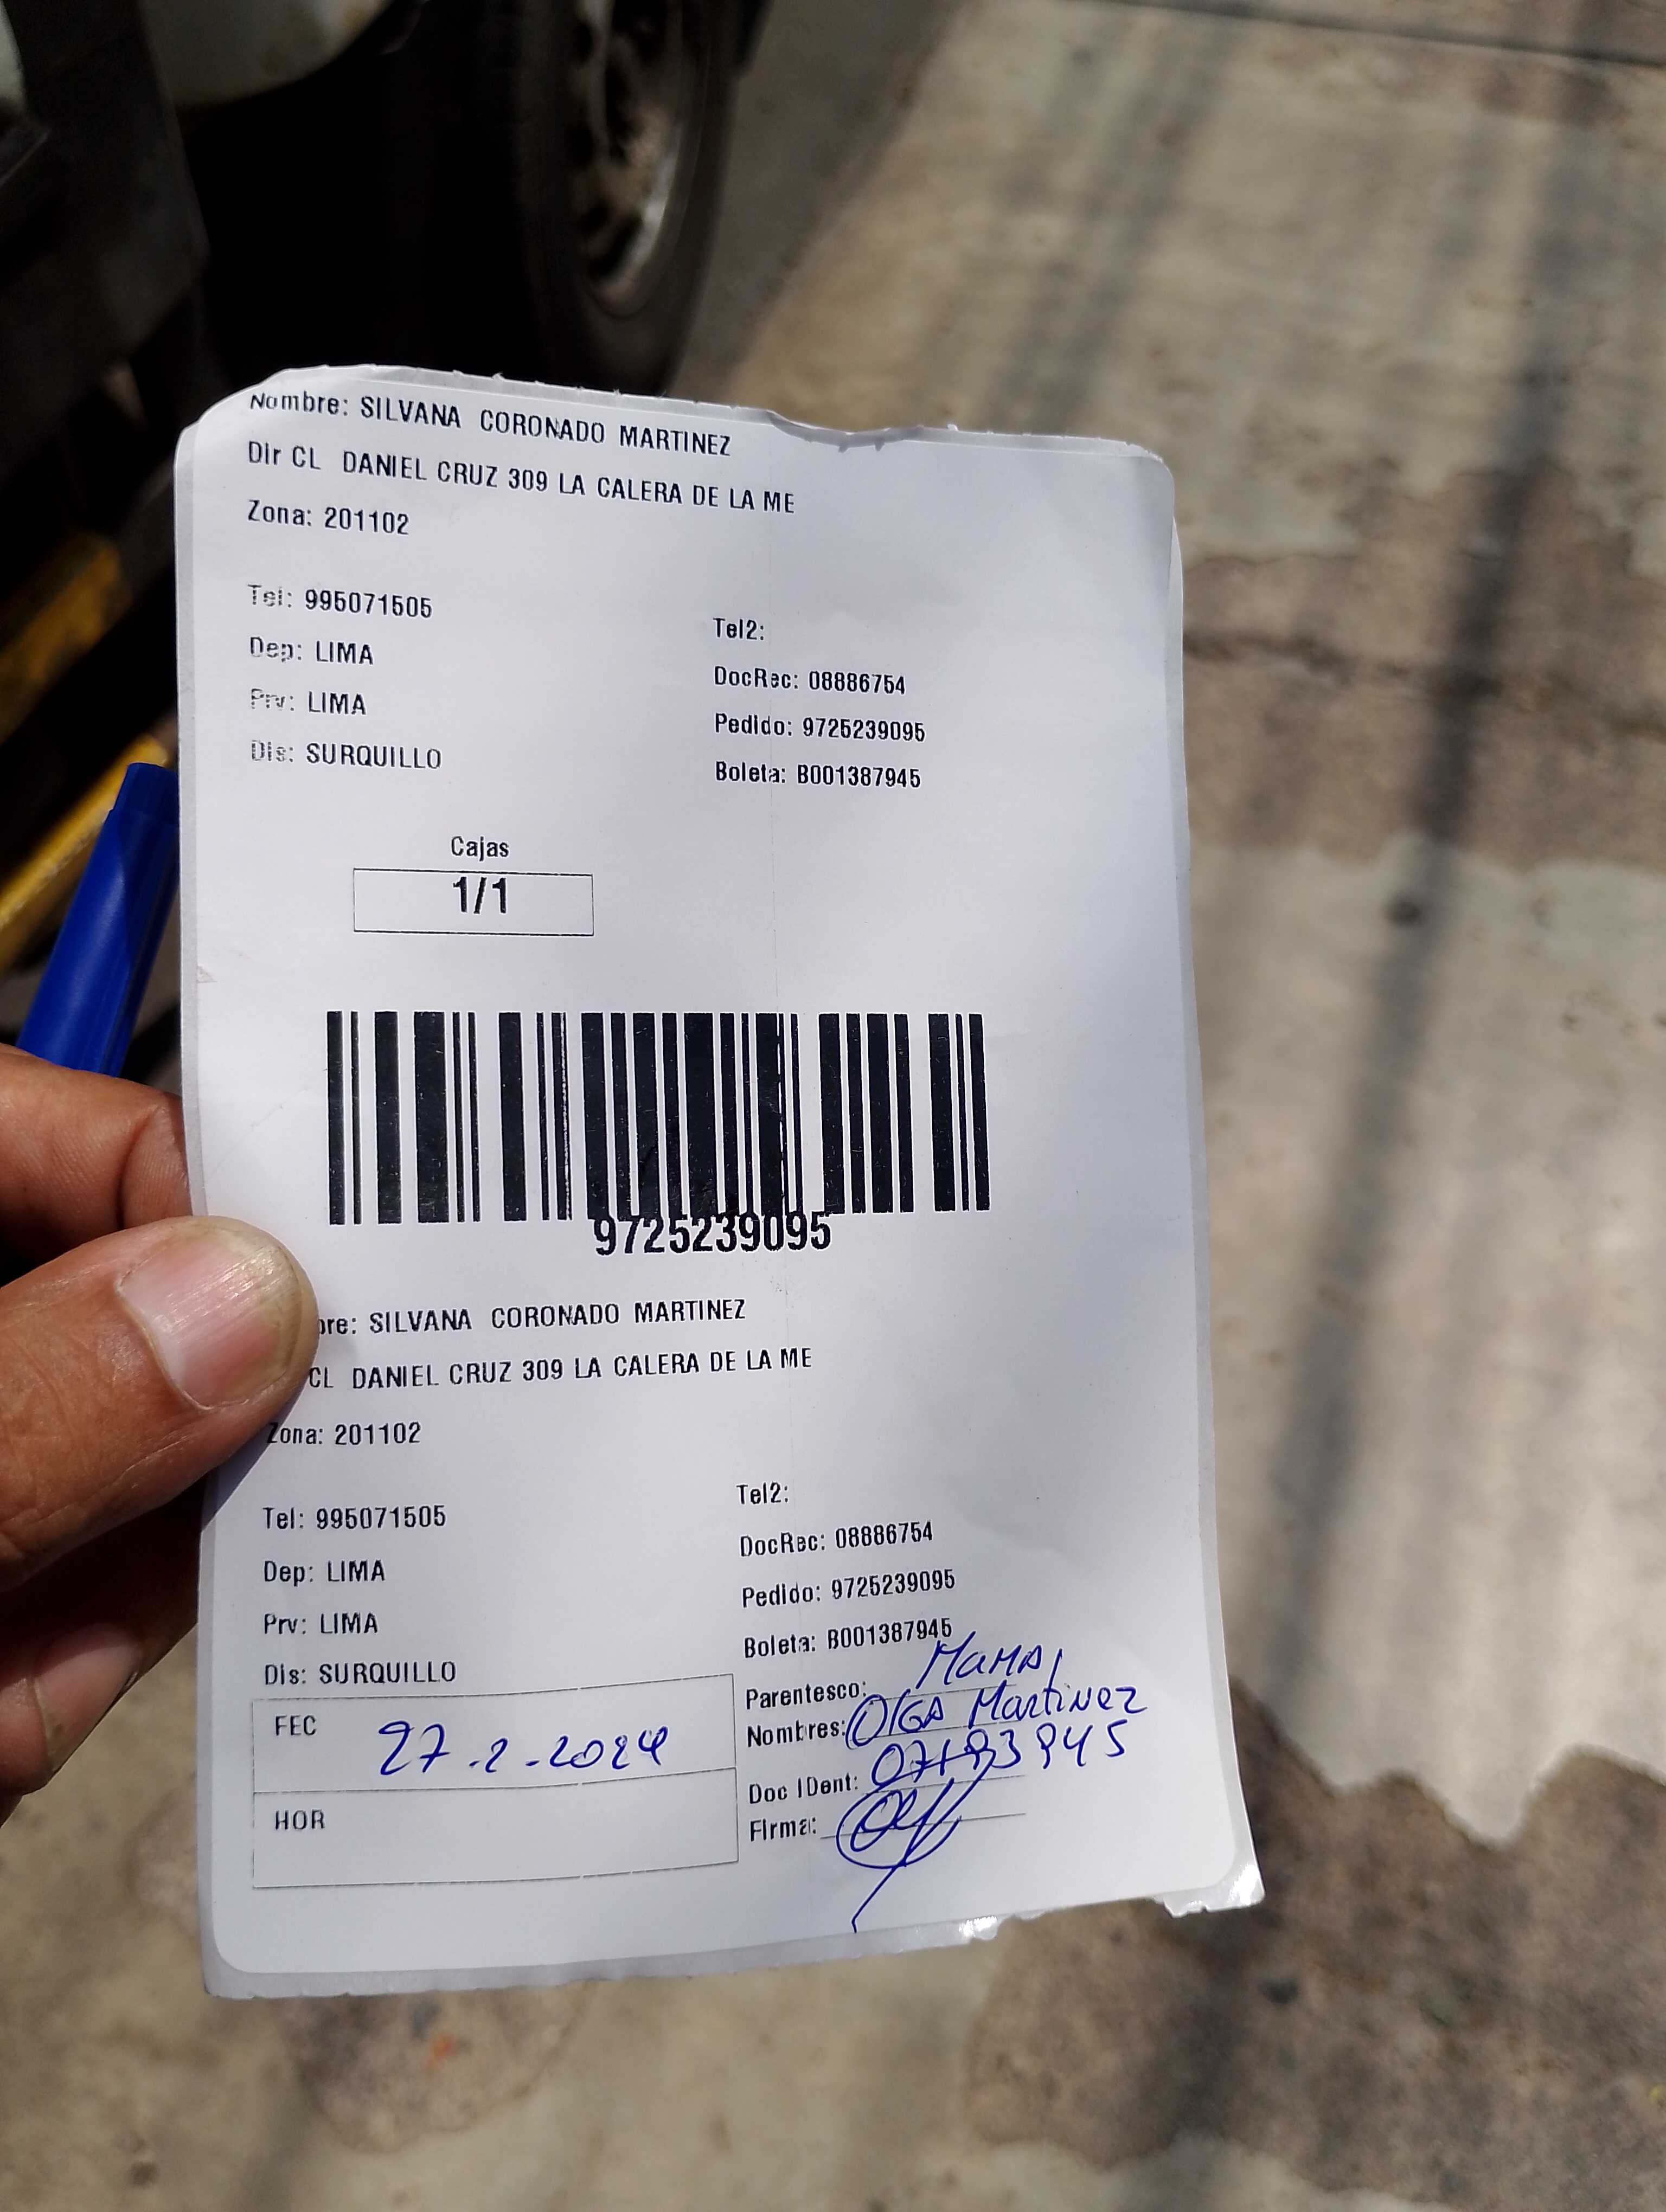 Nombre: SILVANA CORONADO MARTINEZ
Dir CL DANIEL CRUZ 309 LA CALERA DE LA ME
Zona: 201102
Tel: 995071505
Tel2:
Dep: LIMA
DocRec: 08886754
Prv: LIMA
Pedido: 9725239095
Dis: SURQUILLO
Boleta: B001387945
Cajas
1/1
9725239095
bre: SILVANA CORONADO MARTINEZ
CL DANIEL CRUZ 309 LA CALERA DE LA ME
Zona: 201102
Tel: 995071505
Tel2:
Dep: LIMA
DocRec: 08886754
Prv: LIMA
Pedido: 9725239095
Dis: SURQUILLO
Boleta: B001387945
FEC 27.2.2024
HOR
Parentesco: MaMA
Nombres: OlGA MartiNez
Doc IDent:
Firma: